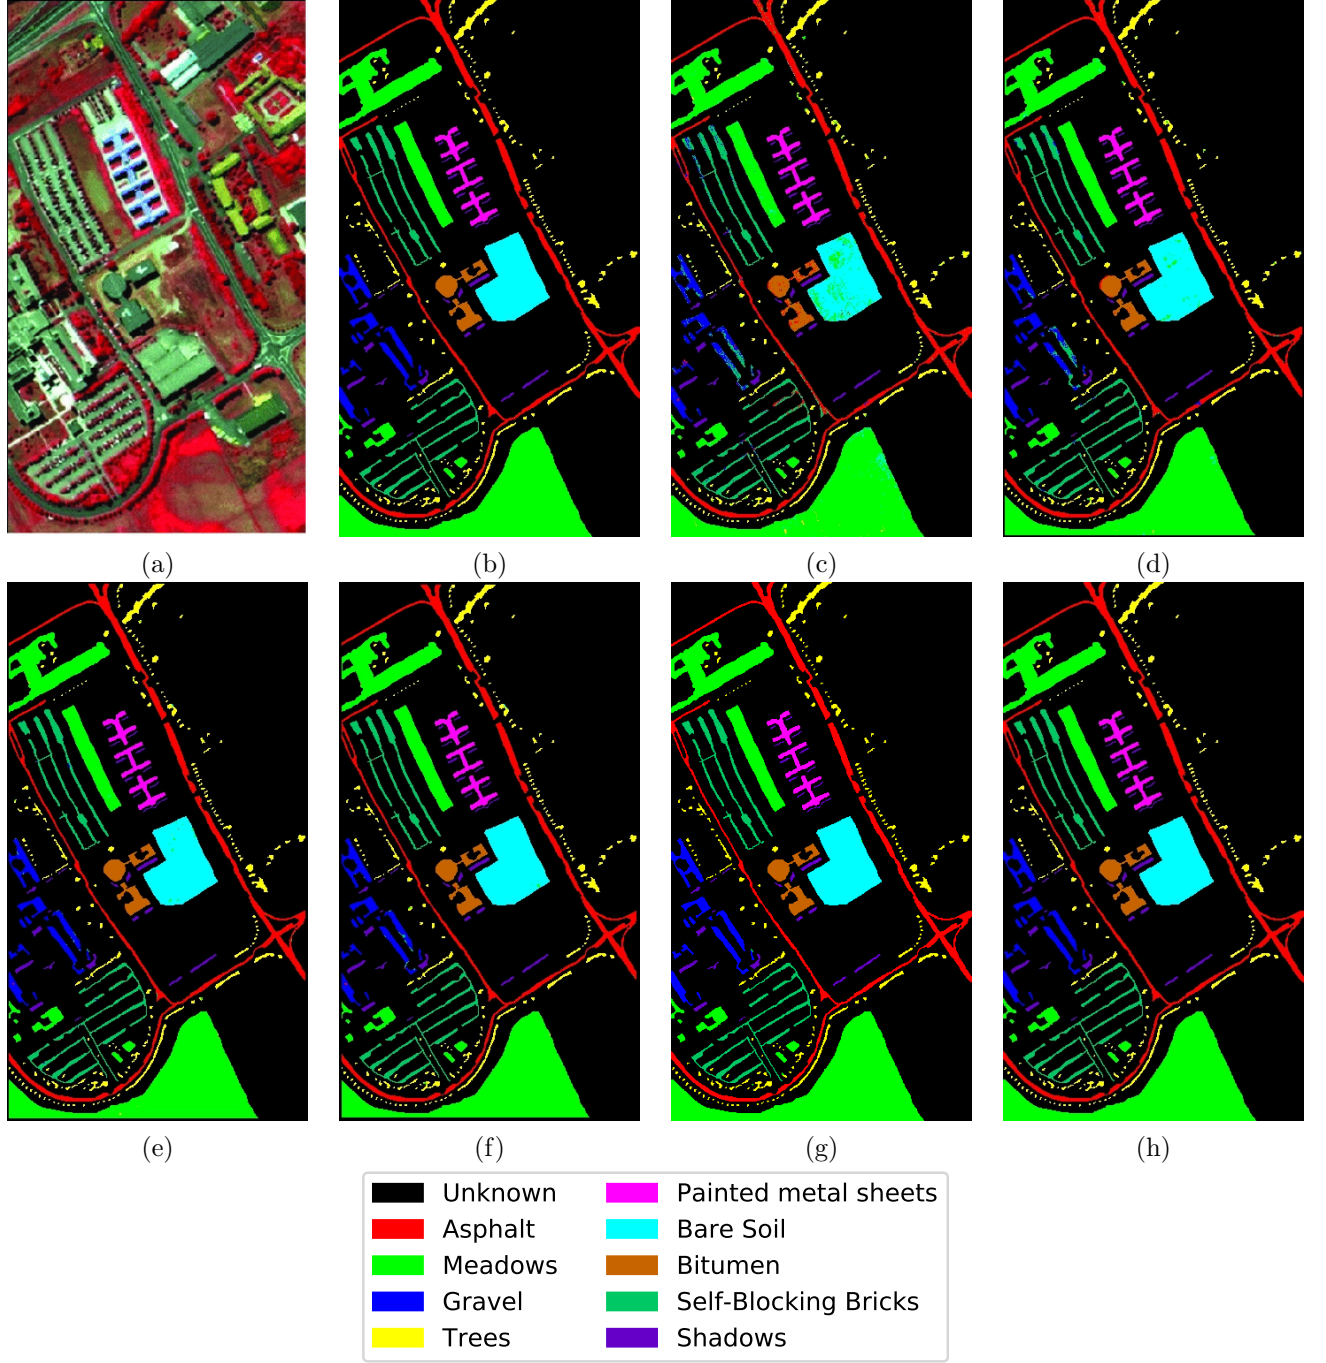 (a) (b) (c) (d)
(e) (f) (g) (h)
Unknown Painted metal sheets
Asphalt Bare Soil
Meadows Bitumen
Gravel Self-Blocking Bricks
Trees Shadows